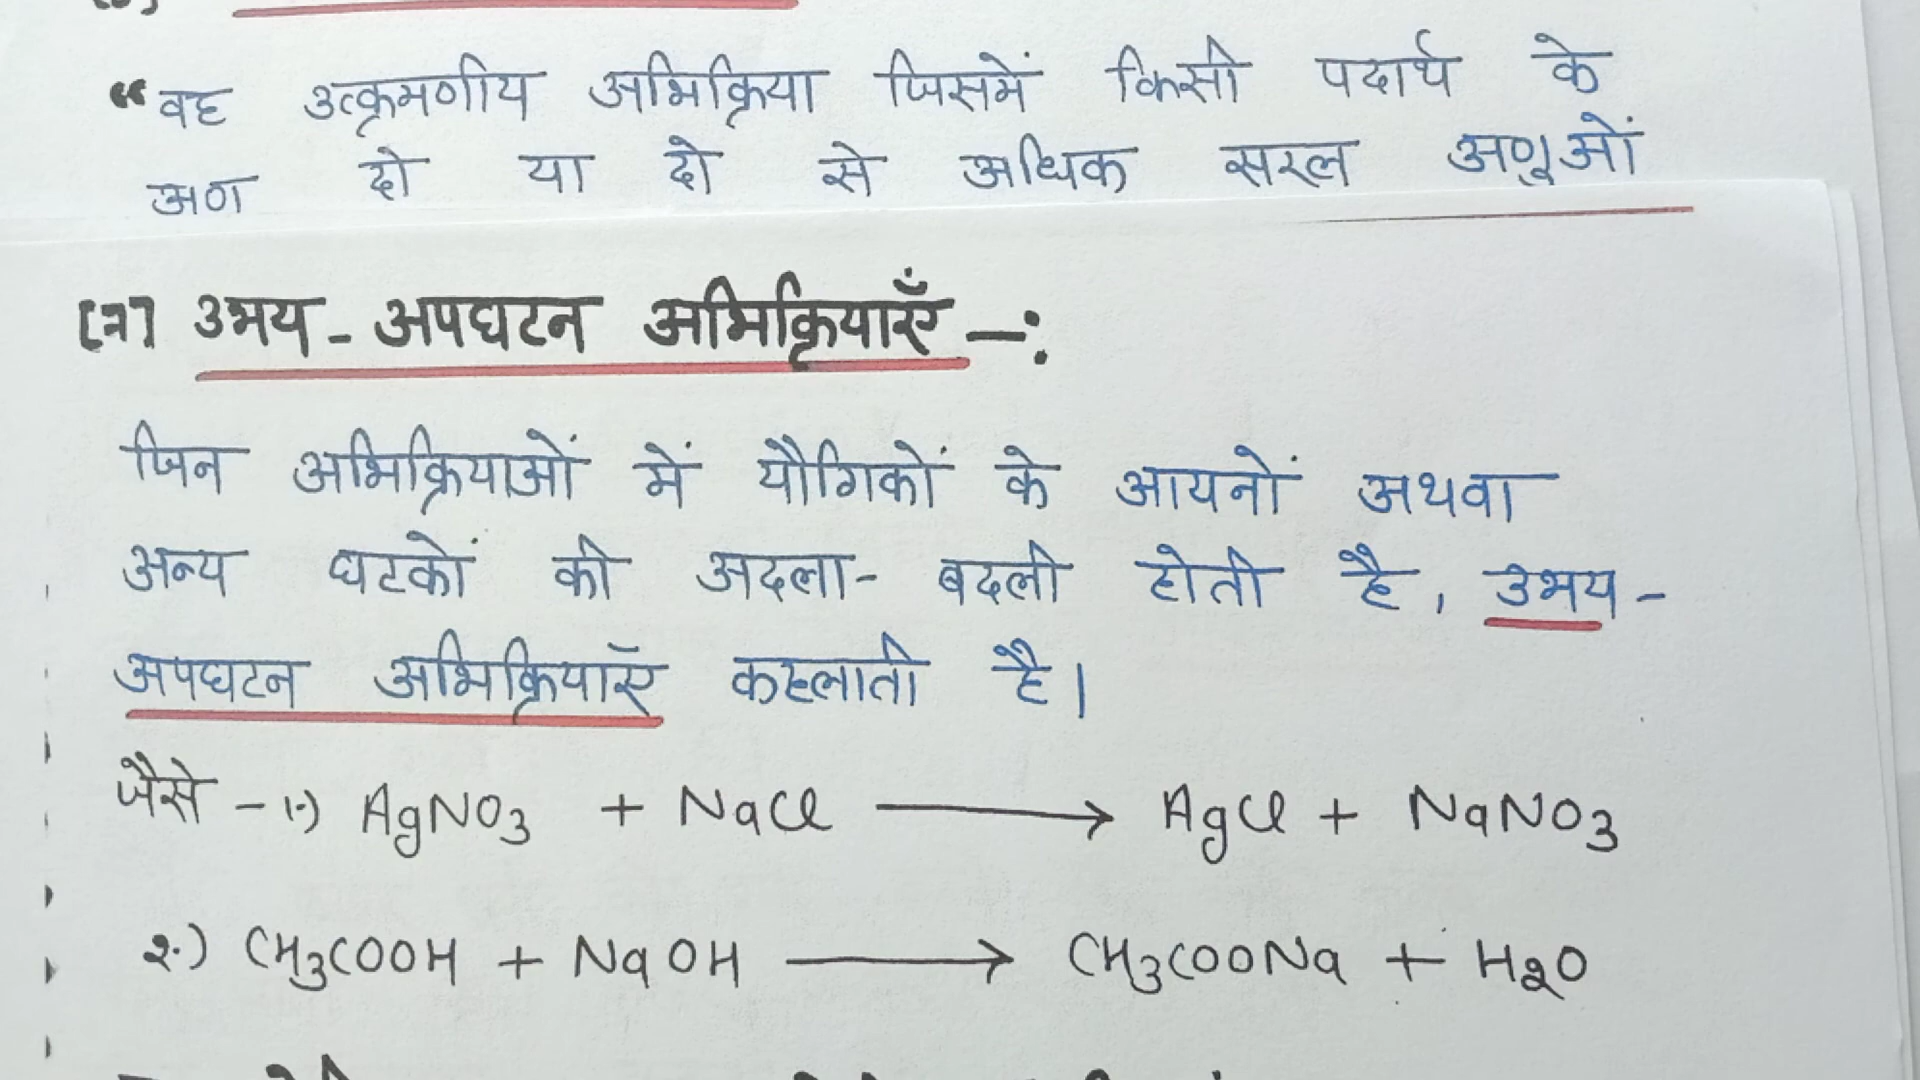 “वह उत्क्रमणीय अभिक्रिया जिसमें किसी पदार्थ के
अण दो या दो से अधिक सरल अणुओं
[ञ] उभय-अपघटन अभिक्रियाएँ -:
जिन अभिक्रियाओं में यौगिकों के आयनों अथवा
अन्य घटकों की अदला-बदली होती है, उभय-
अपघटन अभिक्रियाएँ कहलाती है।
जैसे - 1.) AgNO3 + NaCl ⟶ AgCl + NaNO3
2.) CH3COOH + NaOH ⟶ CH3COONa + H2O